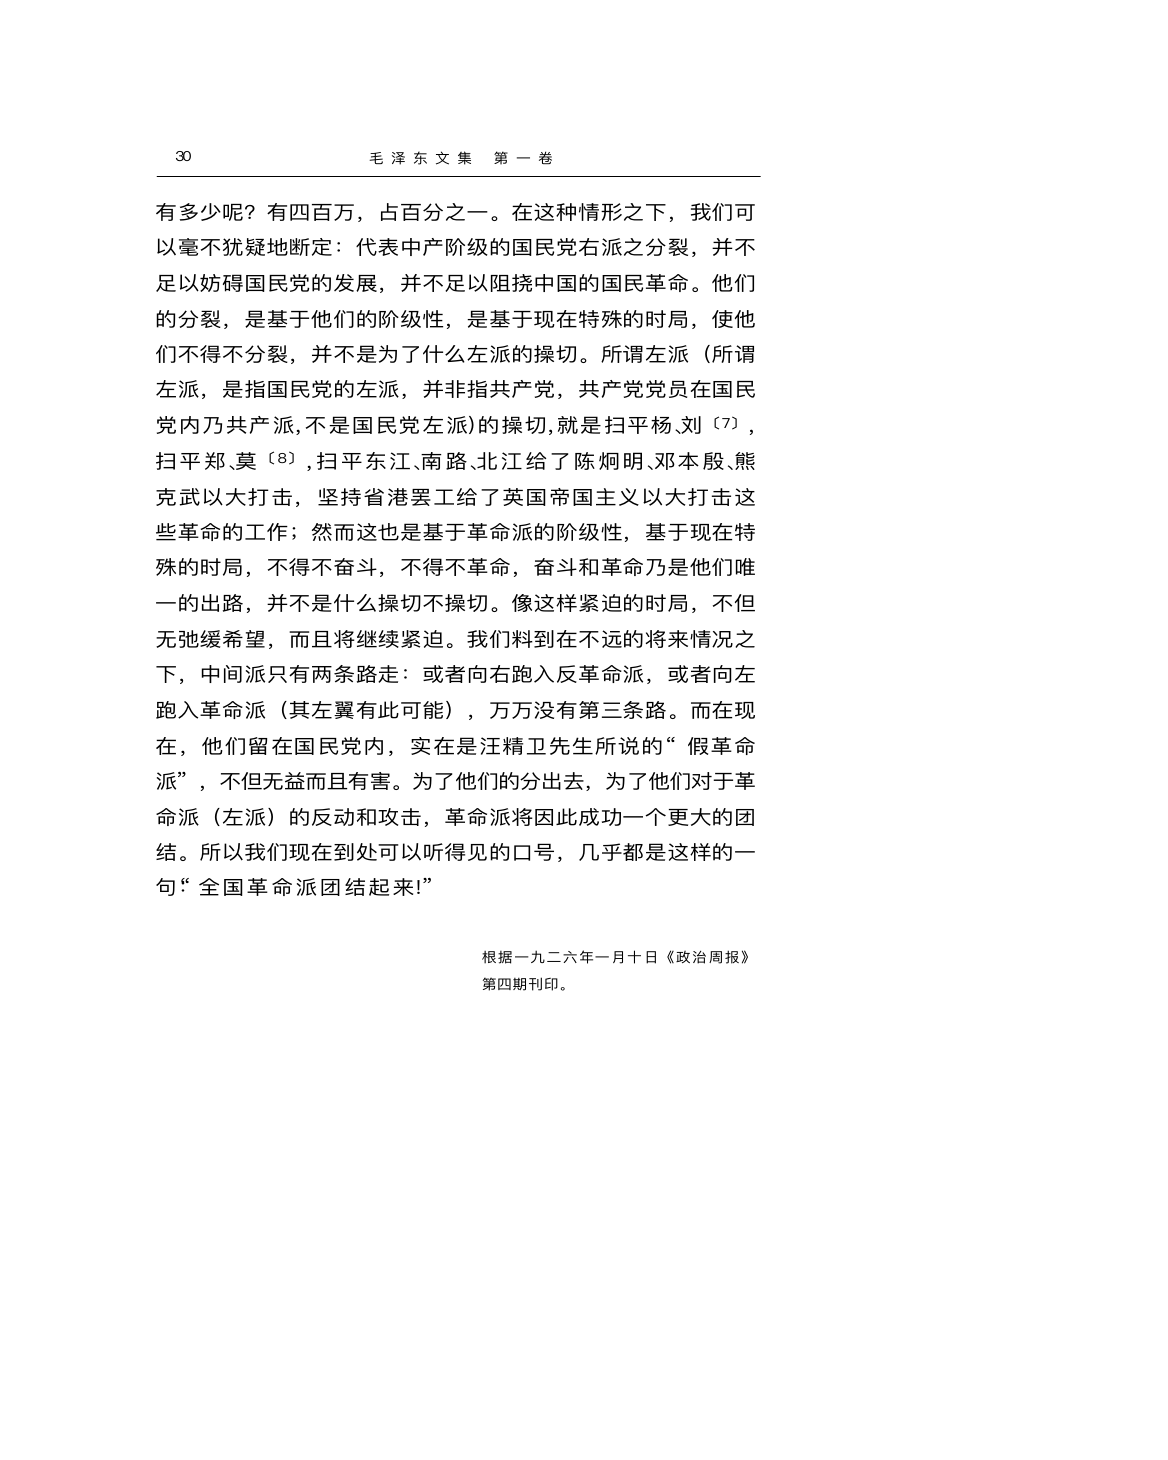 30 毛泽东文集 第一卷
有多少呢？有四百万，占百分之一。在这种情形之下，我们可
以毫不犹疑地断定：代表中产阶级的国民党右派之分裂，并不
足以妨碍国民党的发展，并不足以阻挠中国的国民革命。他们
的分裂，是基于他们的阶级性，是基于现在特殊的时局，使他
们不得不分裂，并不是为了什么左派的操切。所谓左派（所谓
左派，是指国民党的左派，并非指共产党，共产党党员在国民
党内乃共产派,不是国民党左派)的操切,就是扫平杨、刘〔7〕,
扫平郑、莫〔8〕,扫平东江、南路、北江给了陈炯明、邓本殷、熊
克武以大打击，坚持省港罢工给了英国帝国主义以大打击这
些革命的工作；然而这也是基于革命派的阶级性，基于现在特
殊的时局，不得不奋斗，不得不革命，奋斗和革命乃是他们唯
一的出路，并不是什么操切不操切。像这样紧迫的时局，不但
无弛缓希望，而且将继续紧迫。我们料到在不远的将来情况之
下，中间派只有两条路走：或者向右跑入反革命派，或者向左
跑入革命派（其左翼有此可能），万万没有第三条路。而在现
在，他们留在国民党内，实在是汪精卫先生所说的“假革命
派”，不但无益而且有害。为了他们的分出去，为了他们对于革
命派（左派）的反动和攻击，革命派将因此成功一个更大的团
结。所以我们现在到处可以听得见的口号，几乎都是这样的一
句：“全国革命派团结起来!”
根据一九二六年一月十日《政治周报》
第四期刊印。